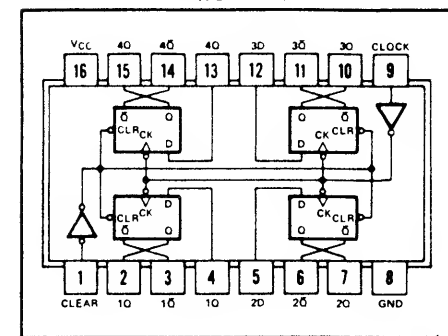 VCC 4Q 4Q̄ 4Q 3D 3Q̄ 3Q CLOCK
16 15 14 13 12 11 10 9
Q̄ Q Q Q̄
CLR CK CK CLR
D D
D D
CLR CK CK CLR
Q̄ Q Q Q̄
1 2 3 4 5 6 7 8
CLEAR 1Q 1Q̄ 1Q 2D 2Q̄ 2Q GND